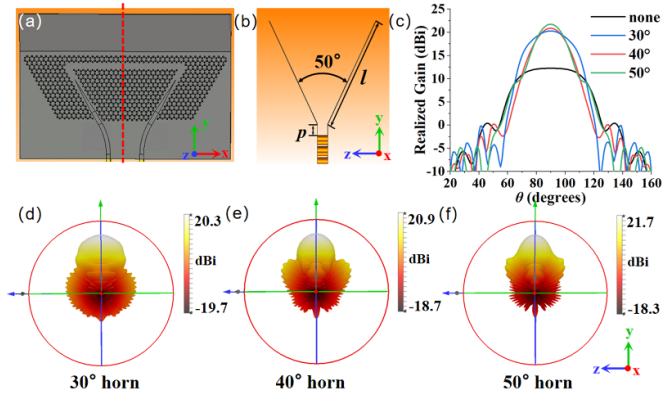 (a)
y
z
x
(b)
50°
l
p
y
z
x
(c)
Realized Gain (dBi)
25
20
15
10
5
0
-5
-10
20 40 60 80 100 120 140 160
θ (degrees)
none
30°
40°
50°
(d)
20.3
dBi
-19.7
30° horn
(e)
20.9
dBi
-18.7
40° horn
(f)
21.7
dBi
-18.3
50° horn
y
z
x